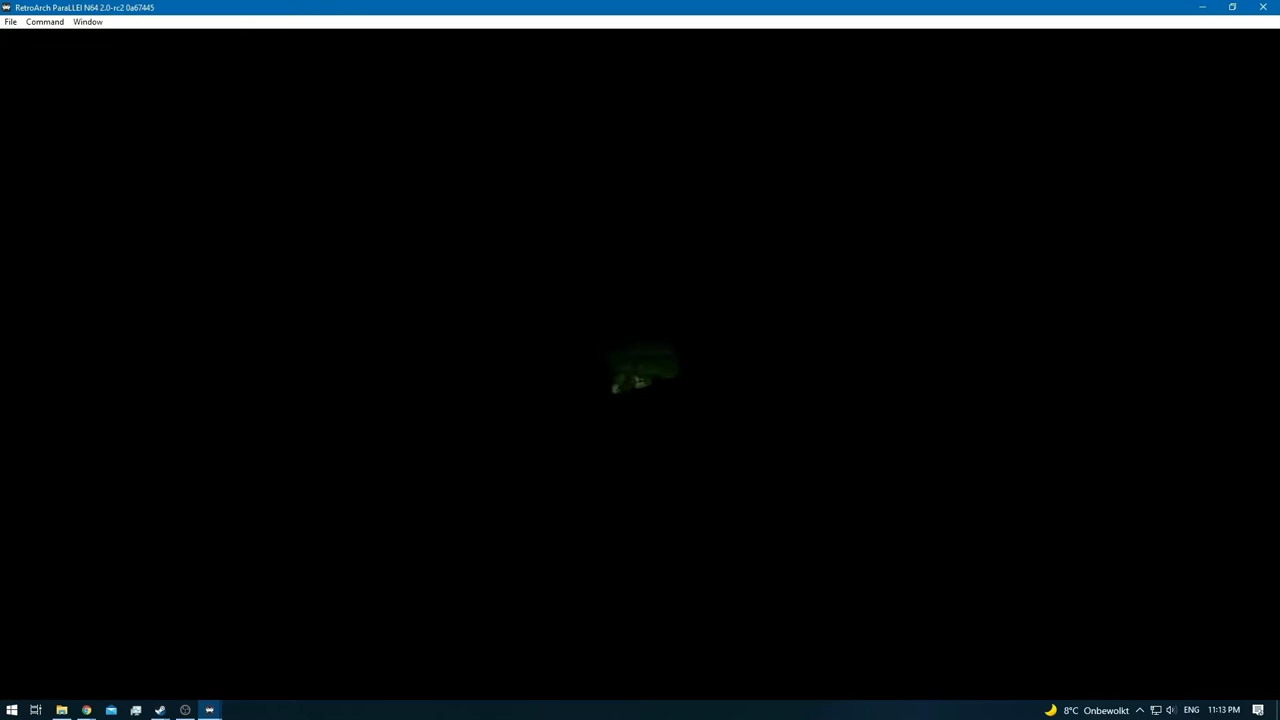 RetroArch ParaLLEl N64 2.0-rc2 0a67445
File Command Window
8°C Onbewolkt ENG 11:13 PM